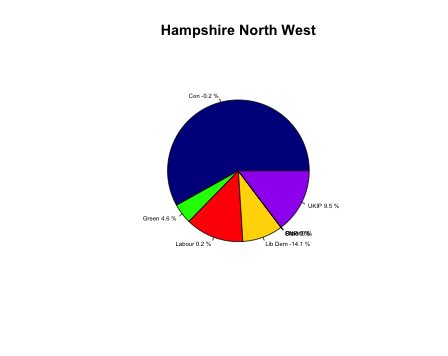 Hampshire North West
Con -0.2 %
Green 4.6 %
Labour 0.2 %
Lib Dem -14.1 %
UKIP 9.5 %